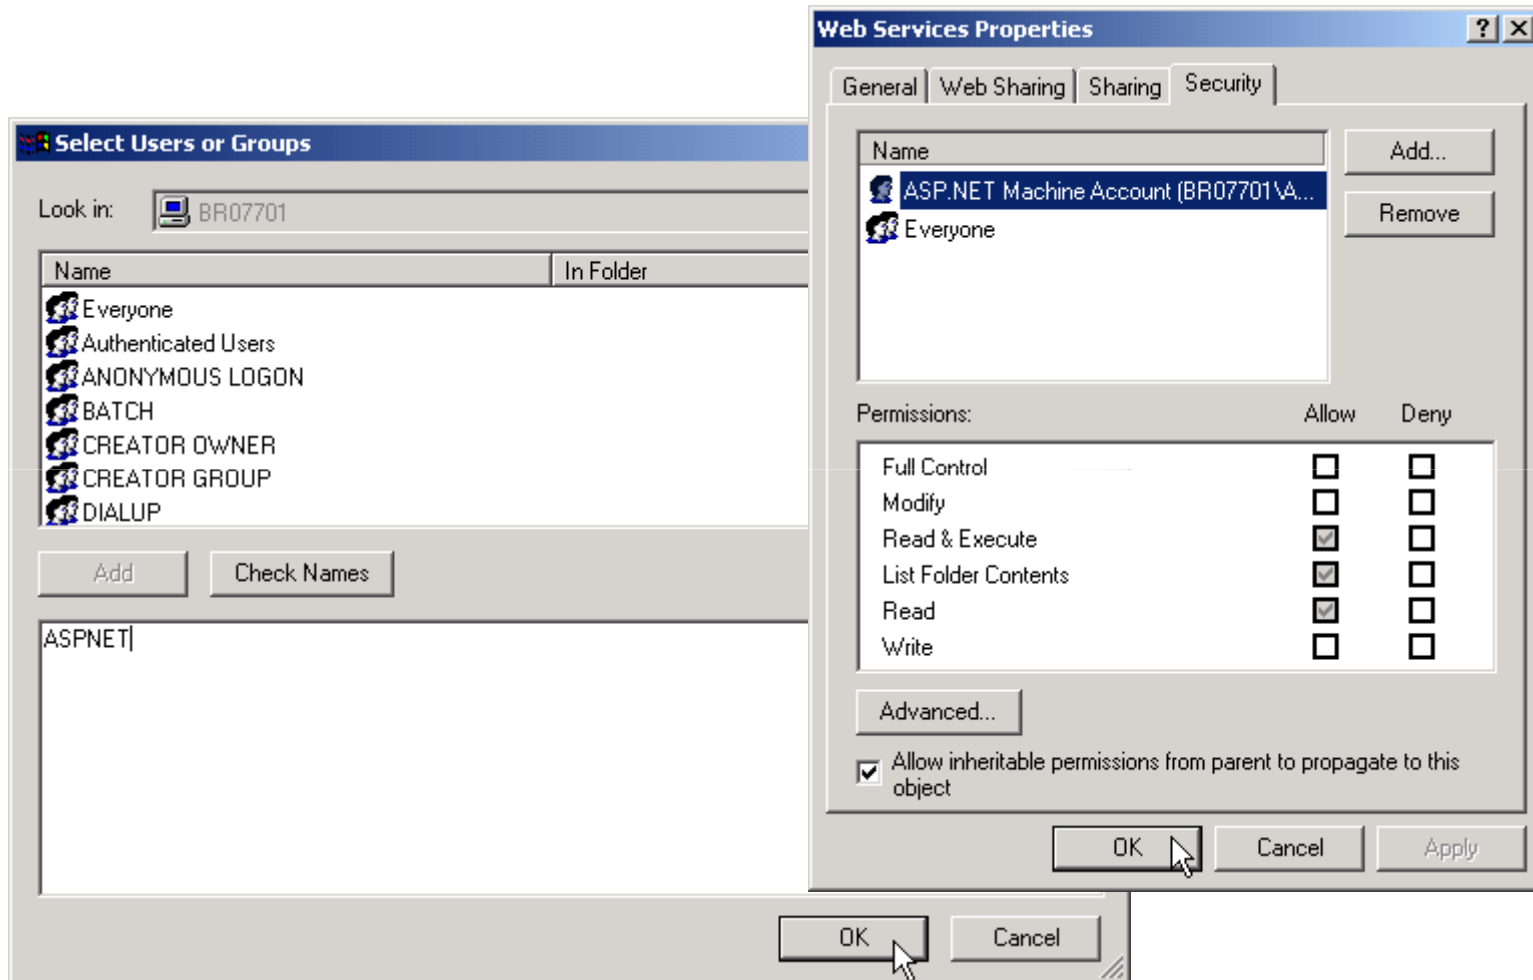 Select Users or Groups
Look in: BR07701
Name In Folder
Everyone
Authenticated Users
ANONYMOUS LOGON
BATCH
CREATOR OWNER
CREATOR GROUP
DIALUP
Add Check Names
ASPNET
OK Cancel
Web Services Properties
General Web Sharing Sharing Security
Name
ASP.NET Machine Account (BR07701\A...
Everyone
Add...
Remove
Permissions: Allow Deny
Full Control
Modify
Read & Execute
List Folder Contents
Read
Write
Advanced...
Allow inheritable permissions from parent to propagate to this
object
OK Cancel Apply